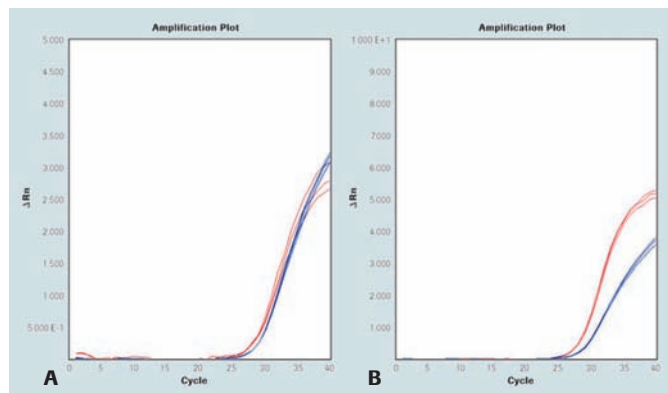 Amplification Plot
5.000
4.500
4.000
3.500
3.000
2.500
2.000
1.500
1.000
5.000 E-1
ΔRn
0 5 10 15 20 25 30 35 40
Cycle
A
Amplification Plot
1.000 E+1
9.000
8.000
7.000
6.000
5.000
4.000
3.000
2.000
1.000
ΔRn
0 5 10 15 20 25 30 35 40
Cycle
B